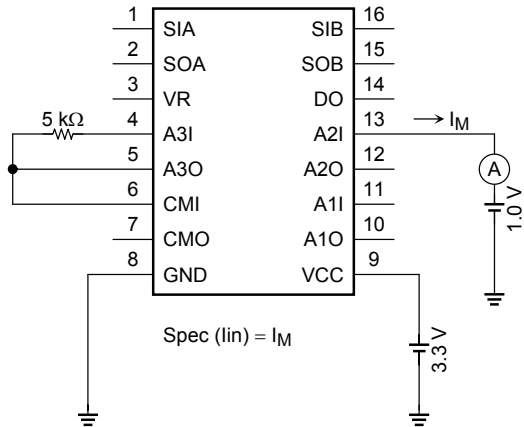 1 SIA SIB 16
2 SOA SOB 15
3 VR DO 14
5 kΩ 4 A3I A2I 13 → I_M
5 A3O A2O 12 A
6 CMI A1I 11 1.0 V
7 CMO A1O 10
8 GND VCC 9
Spec (Iin) = I_M
3.3 V